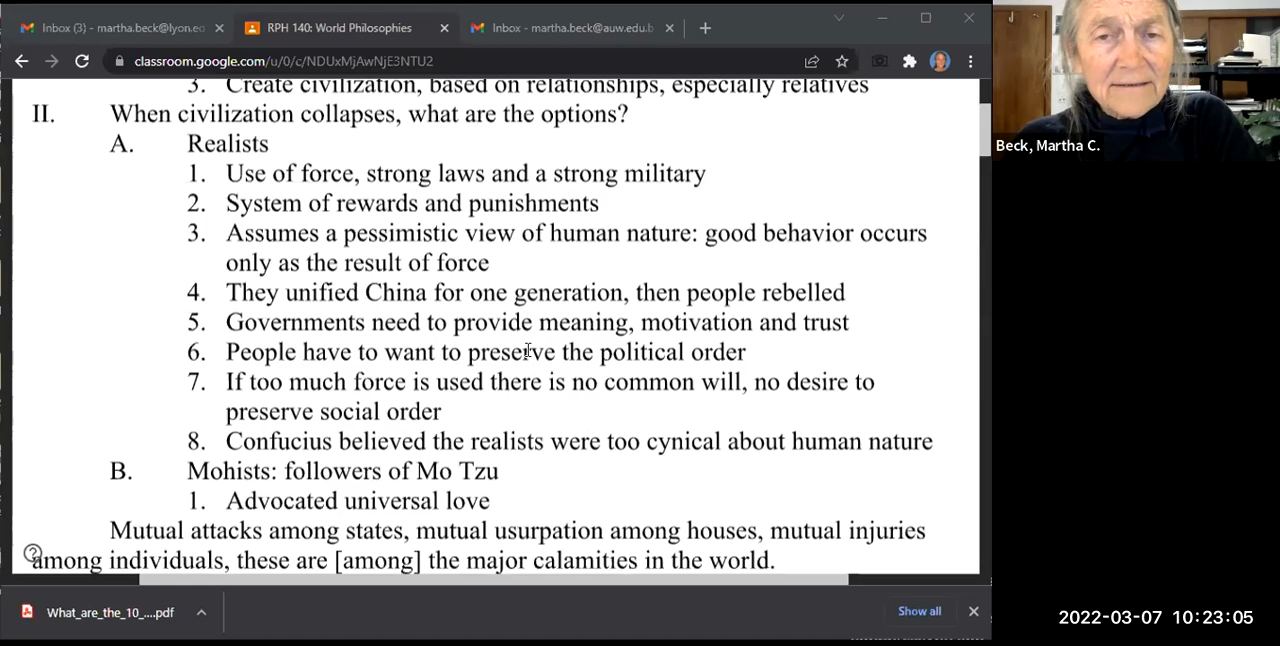 Inbox (3) - martha.beck@lyon.ed
RPH 140: World Philosophies
Inbox - martha.beck@auw.edu.b
classroom.google.com/u/0/c/NDUxMjAwNjE3NTU2
3. Create civilization, based on relationships, especially relatives
II. When civilization collapses, what are the options?
A. Realists
1. Use of force, strong laws and a strong military
2. System of rewards and punishments
3. Assumes a pessimistic view of human nature: good behavior occurs
only as the result of force
4. They unified China for one generation, then people rebelled
5. Governments need to provide meaning, motivation and trust
6. People have to want to preserve the political order
7. If too much force is used there is no common will, no desire to
preserve social order
8. Confucius believed the realists were too cynical about human nature
B. Mohists: followers of Mo Tzu
1. Advocated universal love
Mutual attacks among states, mutual usurpation among houses, mutual injuries
among individuals, these are [among] the major calamities in the world.
What_are_the_10_....pdf
Show all
Beck, Martha C.
2022-03-07 10:23:05